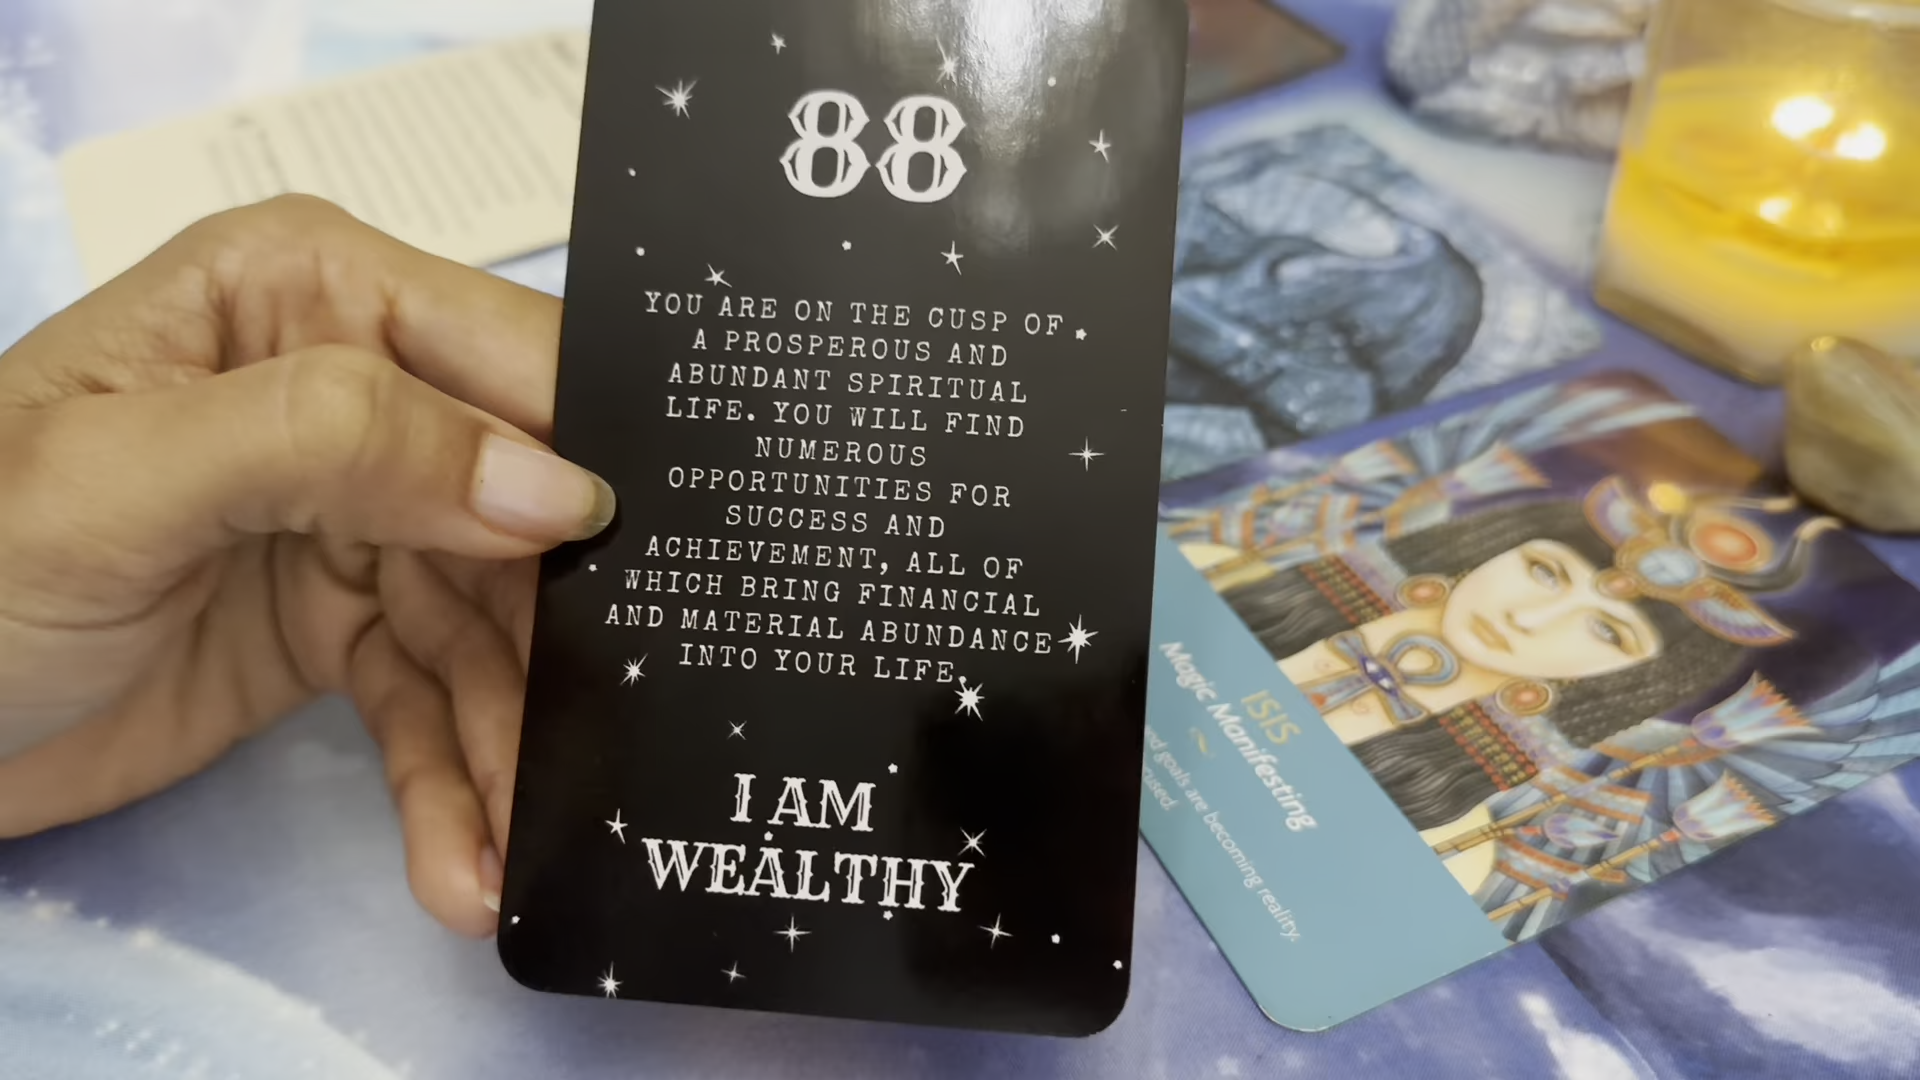 88
YOU ARE ON THE CUSP OF
A PROSPEROUS AND
ABUNDANT SPIRITUAL
LIFE. YOU WILL FIND
NUMEROUS
OPPORTUNITIES FOR
SUCCESS AND
ACHIEVEMENT, ALL OF
WHICH BRING FINANCIAL
AND MATERIAL ABUNDANCE
INTO YOUR LIFE.
I AM
WEALTHY
ISIS
Magic Manifesting
goals are becoming reality.